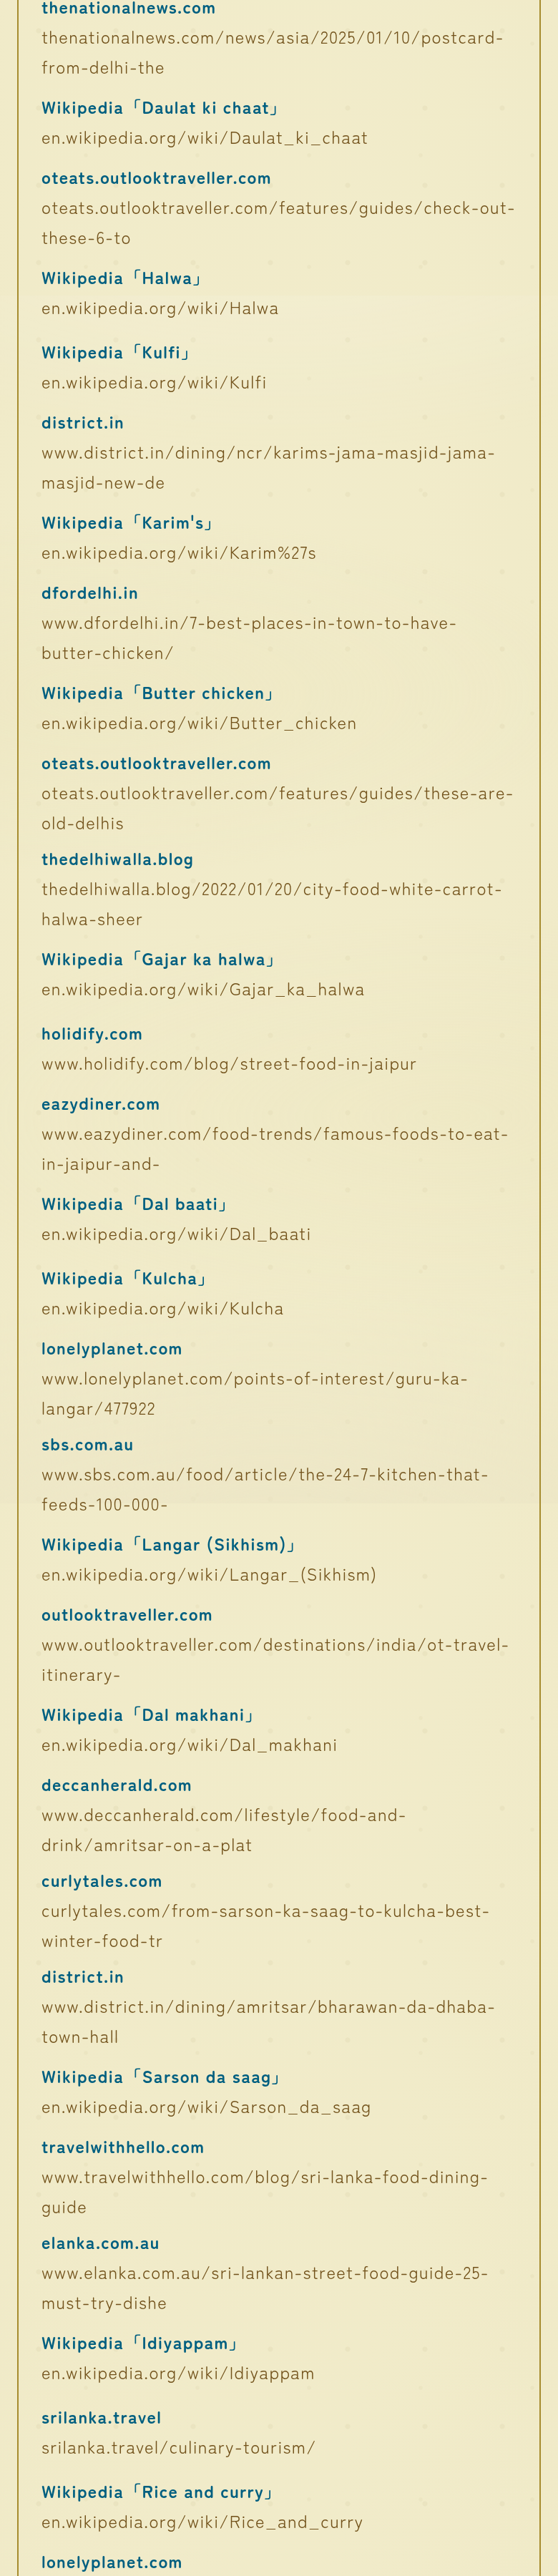 thenationalnews.com
thenationalnews.com/news/asia/2025/01/10/postcard-
from-delhi-the
Wikipedia「Daulat ki chaat」
en.wikipedia.org/wiki/Daulat_ki_chaat
oteats.outlooktraveller.com
oteats.outlooktraveller.com/features/guides/check-out-
these-6-to
Wikipedia「Halwa」
en.wikipedia.org/wiki/Halwa
Wikipedia「Kulfi」
en.wikipedia.org/wiki/Kulfi
district.in
www.district.in/dining/ncr/karims-jama-masjid-jama-
masjid-new-de
Wikipedia「Karim's」
en.wikipedia.org/wiki/Karim%27s
dfordelhi.in
www.dfordelhi.in/7-best-places-in-town-to-have-
butter-chicken/
Wikipedia「Butter chicken」
en.wikipedia.org/wiki/Butter_chicken
oteats.outlooktraveller.com
oteats.outlooktraveller.com/features/guides/these-are-
old-delhis
thedelhiwalla.blog
thedelhiwalla.blog/2022/01/20/city-food-white-carrot-
halwa-sheer
Wikipedia「Gajar ka halwa」
en.wikipedia.org/wiki/Gajar_ka_halwa
holidify.com
www.holidify.com/blog/street-food-in-jaipur
eazydiner.com
www.eazydiner.com/food-trends/famous-foods-to-eat-
in-jaipur-and-
Wikipedia「Dal baati」
en.wikipedia.org/wiki/Dal_baati
Wikipedia「Kulcha」
en.wikipedia.org/wiki/Kulcha
lonelyplanet.com
www.lonelyplanet.com/points-of-interest/guru-ka-
langar/477922
sbs.com.au
www.sbs.com.au/food/article/the-24-7-kitchen-that-
feeds-100-000-
Wikipedia「Langar (Sikhism)」
en.wikipedia.org/wiki/Langar_(Sikhism)
outlooktraveller.com
www.outlooktraveller.com/destinations/india/ot-travel-
itinerary-
Wikipedia「Dal makhani」
en.wikipedia.org/wiki/Dal_makhani
deccanherald.com
www.deccanherald.com/lifestyle/food-and-
drink/amritsar-on-a-plat
curlytales.com
curlytales.com/from-sarson-ka-saag-to-kulcha-best-
winter-food-tr
district.in
www.district.in/dining/amritsar/bharawan-da-dhaba-
town-hall
Wikipedia「Sarson da saag」
en.wikipedia.org/wiki/Sarson_da_saag
travelwithhello.com
www.travelwithhello.com/blog/sri-lanka-food-dining-
guide
elanka.com.au
www.elanka.com.au/sri-lankan-street-food-guide-25-
must-try-dishe
Wikipedia「Idiyappam」
en.wikipedia.org/wiki/Idiyappam
srilanka.travel
srilanka.travel/culinary-tourism/
Wikipedia「Rice and curry」
en.wikipedia.org/wiki/Rice_and_curry
lonelyplanet.com